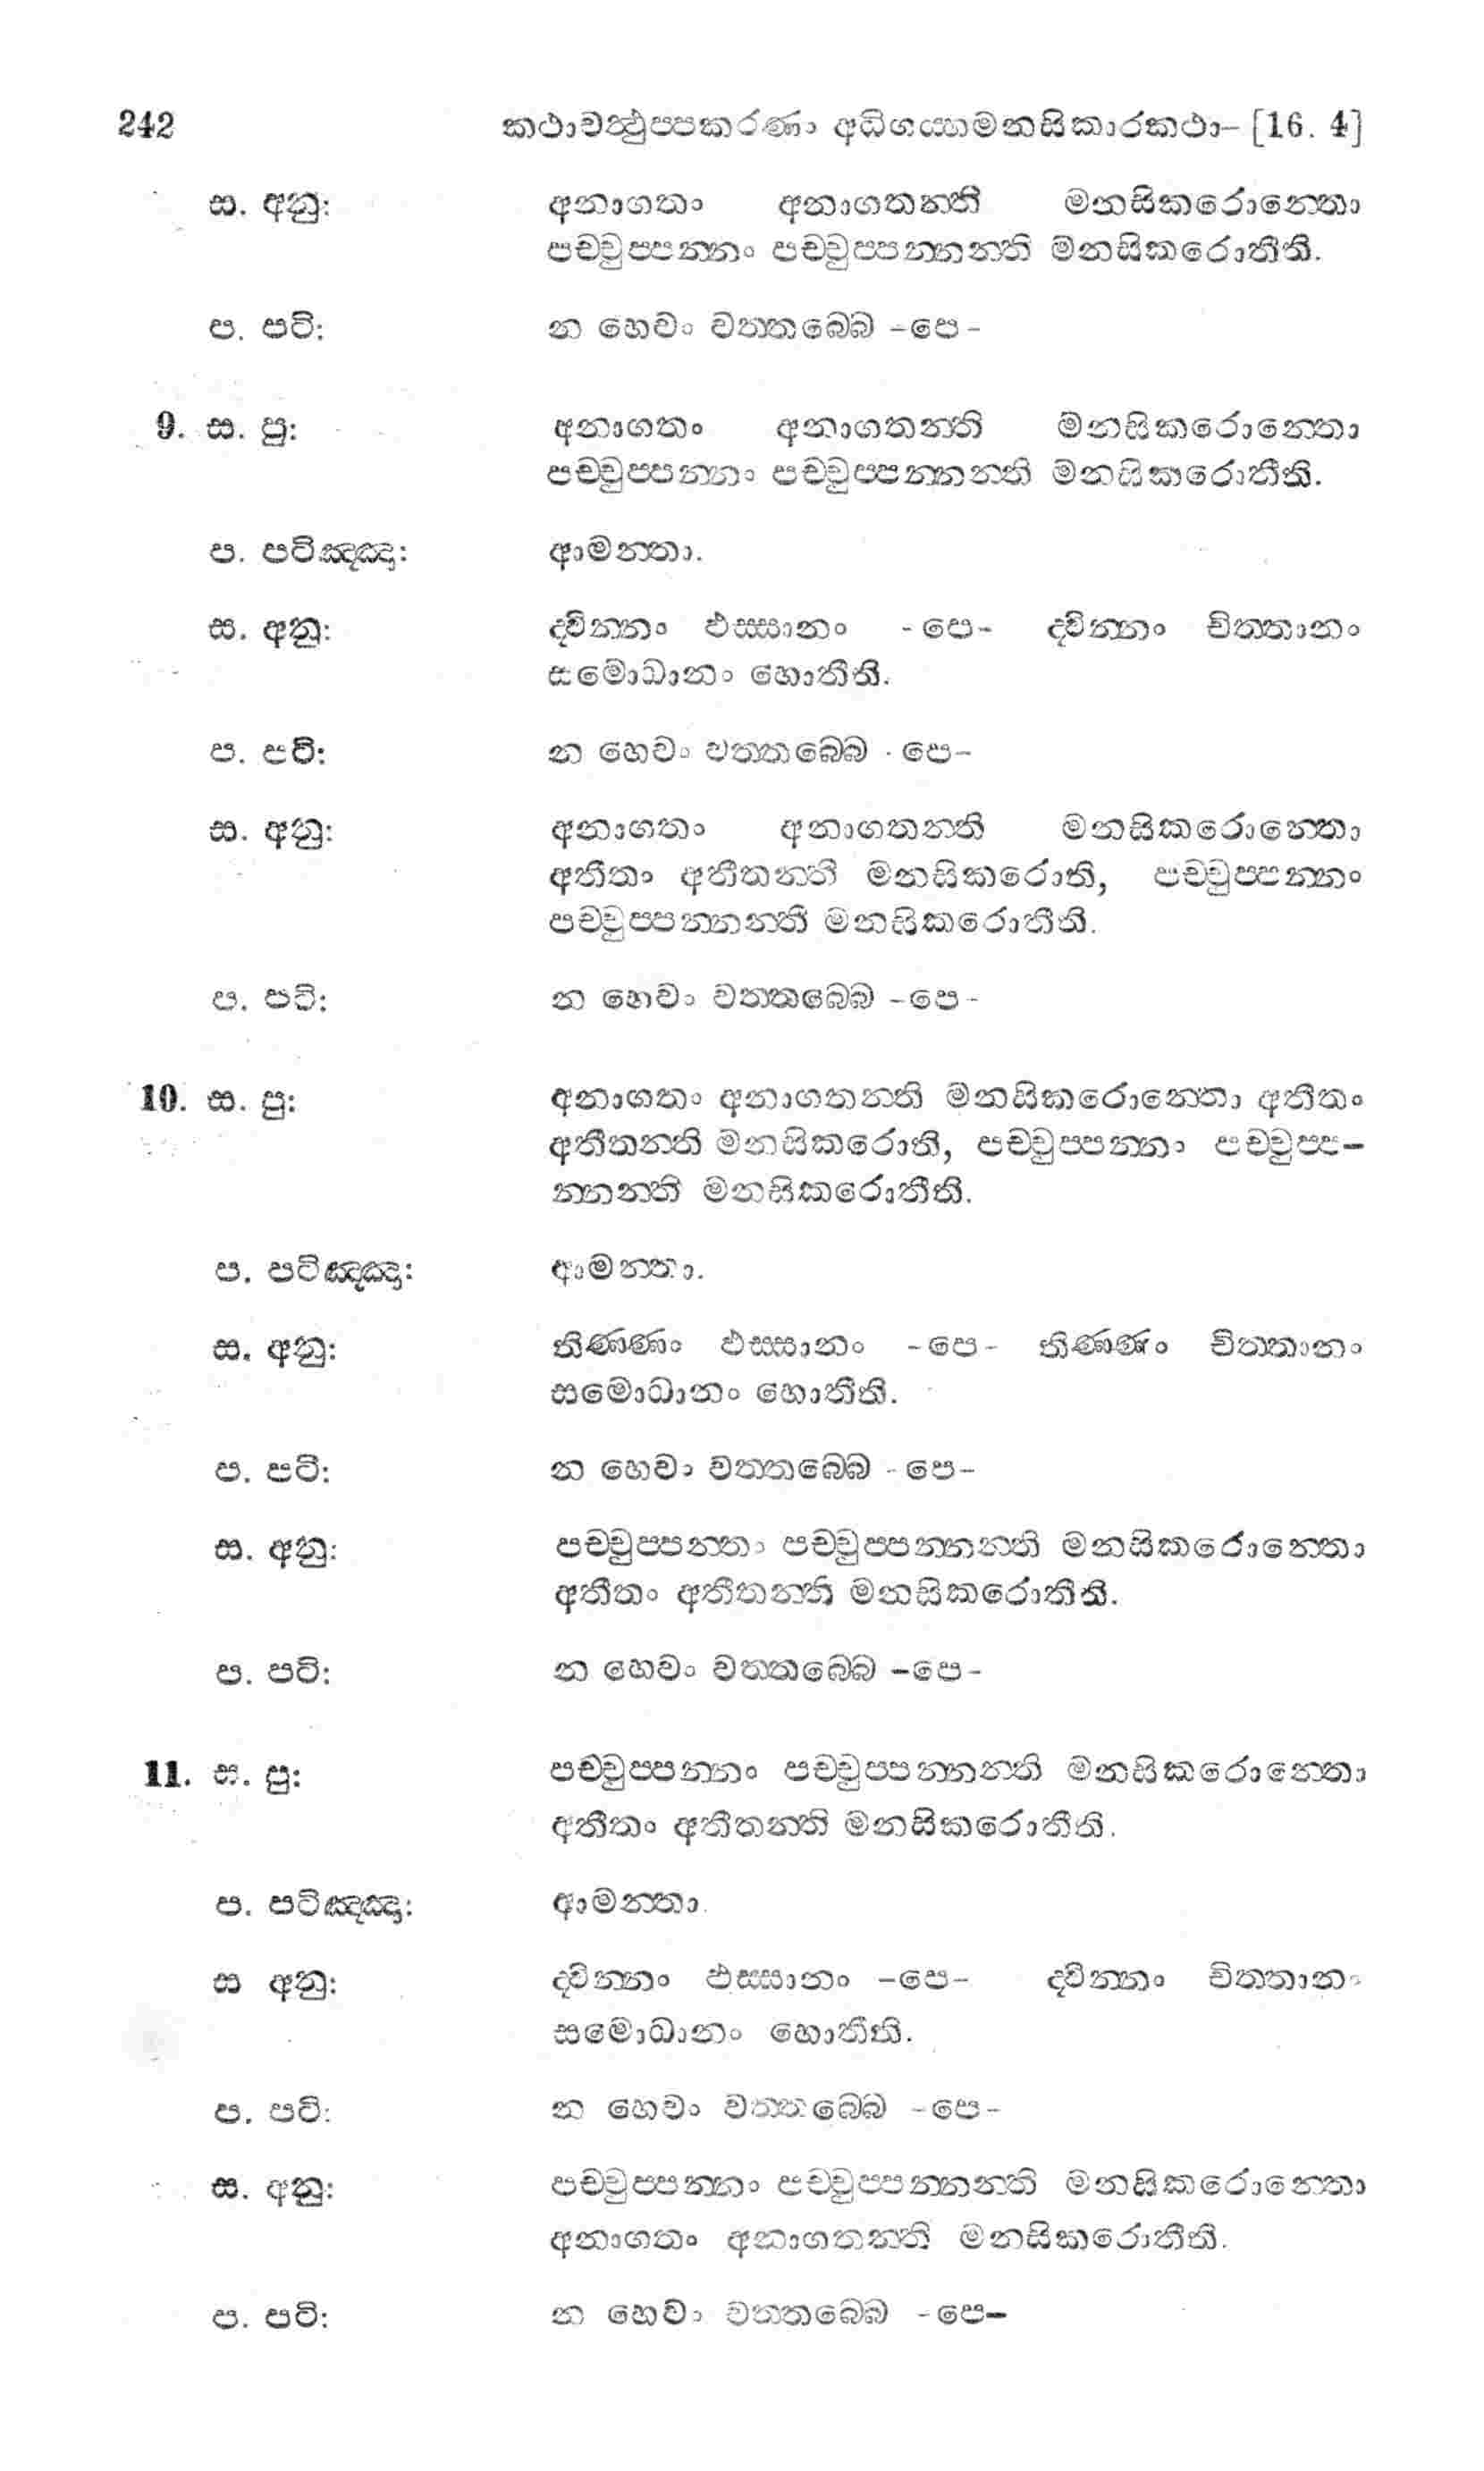 242 කථාවත්‍ථුප්‍පකරණං අධිගය්‍හමනසිකාරකථා– [16. 4]
ස. අනු: අනාගතං අනාගතන්‍ති මනසිකරොන්‍තො
පච්චුප්පන්නං පච්චුප්පන්නන්‍ති මනසිකරොතීති.
ප. පටි: න හෙවං වත්තබ්බෙ -පෙ-
9. ස. පු: අනාගතං අනාගතන්‍ති මනසිකරොන්‍තො
පච්චුප්පන්නං පච්චුප්පන්නන්‍ති මනසිකරොතීති.
ප. පටිඤ්ඤා: ආමන්‍තා.
ස. අනු: ද්‍වින්නං ඵස්සානං -පෙ- ද්‍වින්නං චිත්තානං
සමොධානං හොතීති.
ප. පටි: න හෙවං වත්තබ්බෙ - පෙ-
ස. අනු: අනාගතං අනාගතන්‍ති මනසිකරොන්‍තො
අතීතං අතීතන්‍ති මනසිකරොති, පච්චුප්පන්නං
පච්චුප්පන්නන්‍ති මනසිකරොතීති.
ප. පටි: න හෙවං වත්තබ්බෙ -පෙ-
10. ස. පු: අනාගතං අනාගතන්‍ති මනසිකරොන්‍තො අතීතං
අතීතන්‍ති මනසිකරොති, පච්චුප්පන්නං පච්චුප්ප–
න්නන්‍ති මනසිකරොතීති.
ප. පටිඤ්ඤා: ආමන්‍තා.
ස. අනු: තිණ්ණං ඵස්සානං -පෙ- තිණ්ණං චිත්තානං
සමොධානං හොතීති.
ප. පටි: න හෙවං වත්තබ්බෙ - පෙ-
ස. අනු: පච්චුප්පන්නං පච්චුප්පන්නන්‍ති මනසිකරොන්‍තො
අතීතං අතීතන්‍ති මනසිකරොතීති.
ප. පටි: න හෙවං වත්තබ්බෙ -පෙ-
11. ස. පු: පච්චුප්පන්නං පච්චුප්පන්නන්‍ති මනසිකරොන්‍තො
අතීතං අතීතන්‍ති මනසිකරොතීති.
ප. පටිඤ්ඤා: ආමන්‍තා.
ස අනු: ද්‍වින්නං ඵස්සානං -පෙ- ද්‍වින්නං චිත්තානං
සමොධානං හොතීති.
ප. පටි: න හෙවං වත්තබ්බෙ -පෙ-
ස. අනු: පච්චුප්පන්නං පච්චුප්පන්නන්‍ති මනසිකරොන්‍තො
අනාගතං අනාගතන්‍ති මනසිකරොතීති.
ප. පටි: න හෙවං වත්තබ්බෙ -පෙ-